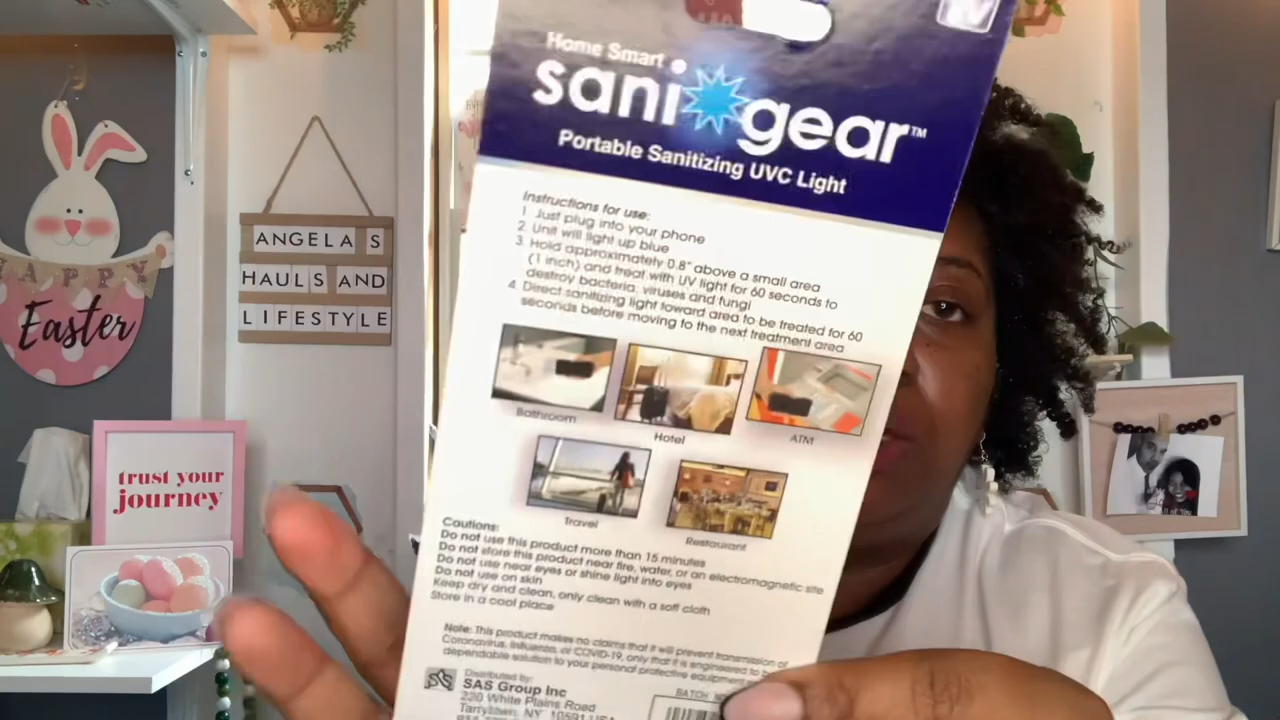 Home Smart
sani gear™
Portable Sanitizing UVC Light
Instructions for use:
1. Just plug into your phone
2. Unit will light up blue
3. Hold approximately 0.8" above a small area
(1 inch) and treat with UV light for 60 seconds to
destroy bacteria, viruses and fungi
4. Direct sanitizing light toward area to be treated for 60
seconds before moving to the next treatment area
Bathroom
Hotel
ATM
Travel
Restaurant
Cautions:
Do not use this product more than 15 minutes
Do not store this product near fire, water, or an electromagnetic site
Do not use near eyes or shine light into eyes
Do not use on skin
Keep dry and clean, only clean with a soft cloth
Store in a cool place
Note: This product makes no claims that it will prevent transmission of
Coronavirus, Influenza, or COVID-19, only that it is engineered to be
dependable solution to your personal protective equipment
Distributed by:
SAS Group Inc
220 White Plains Road
Tarrytown, NY 10591 USA
BATCH
HAPPY
Easter
ANGELA S
HAULS AND
LIFESTYLE
trust your
journey